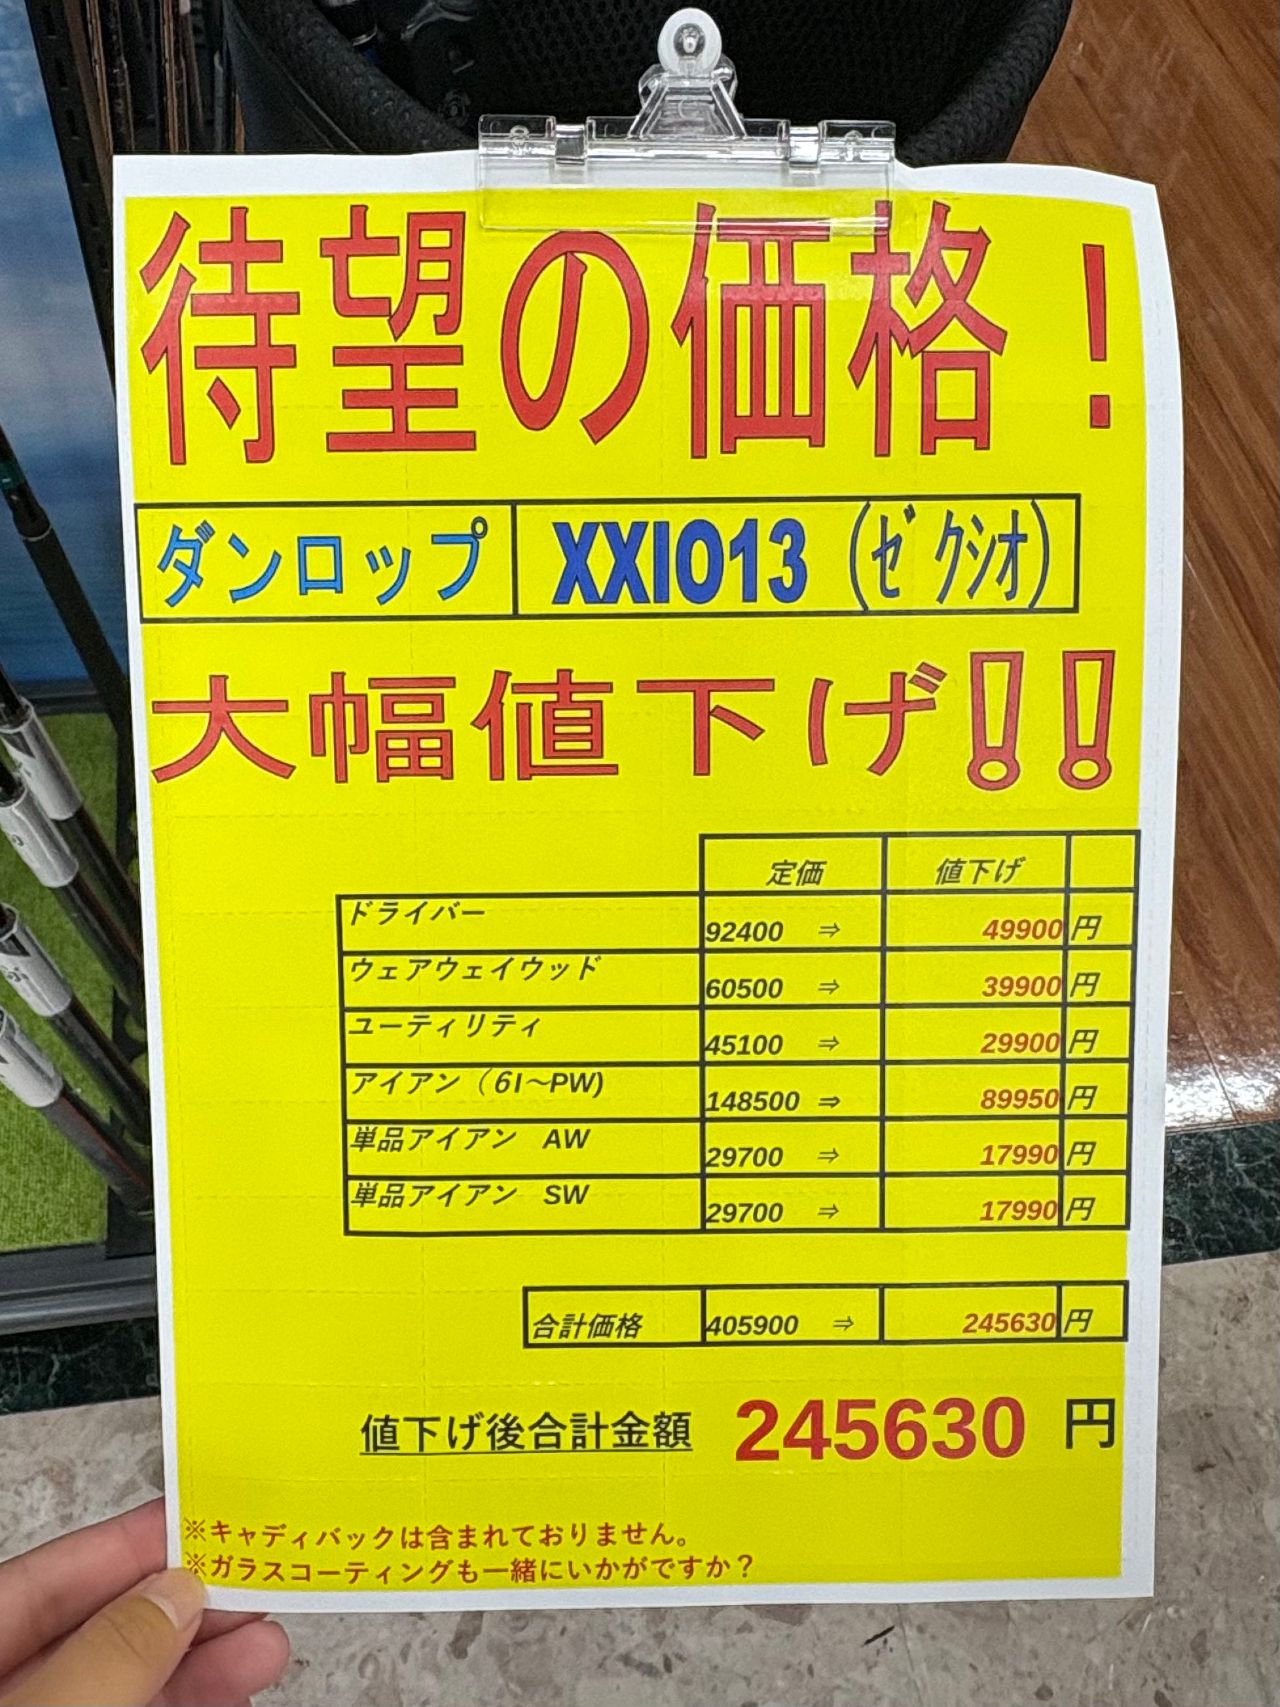 待望の価格！
ダンロップ XXIO13（ゼクシオ）
大幅値下げ！！
定価 値下げ
ドライバー 92400 ⇒ 49900 円
ウェアウェイウッド 60500 ⇒ 39900 円
ユーティリティ 45100 ⇒ 29900 円
アイアン（6I～PW) 148500 ⇒ 89950 円
単品アイアン AW 29700 ⇒ 17990 円
単品アイアン SW 29700 ⇒ 17990 円
合計価格 405900 ⇒ 245630 円
値下げ後合計金額 245630 円
※キャディバックは含まれておりません。
※ガラスコーティングも一緒にいかがですか？